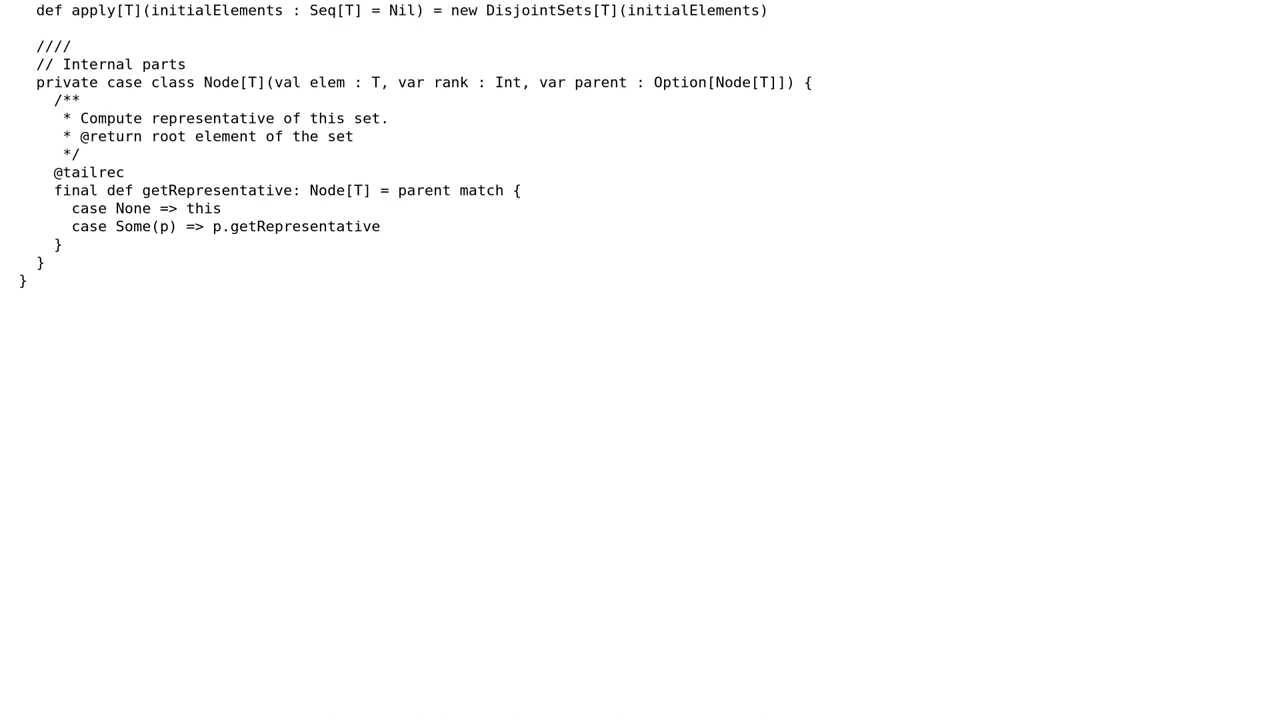 def apply[T](initialElements : Seq[T] = Nil) = new DisjointSets[T](initialElements)

  ////
  // Internal parts
  private case class Node[T](val elem : T, var rank : Int, var parent : Option[Node[T]]) {
    /**
     * Compute representative of this set.
     * @return root element of the set
     */
    @tailrec
    final def getRepresentative: Node[T] = parent match {
      case None => this
      case Some(p) => p.getRepresentative
    }
  }
}